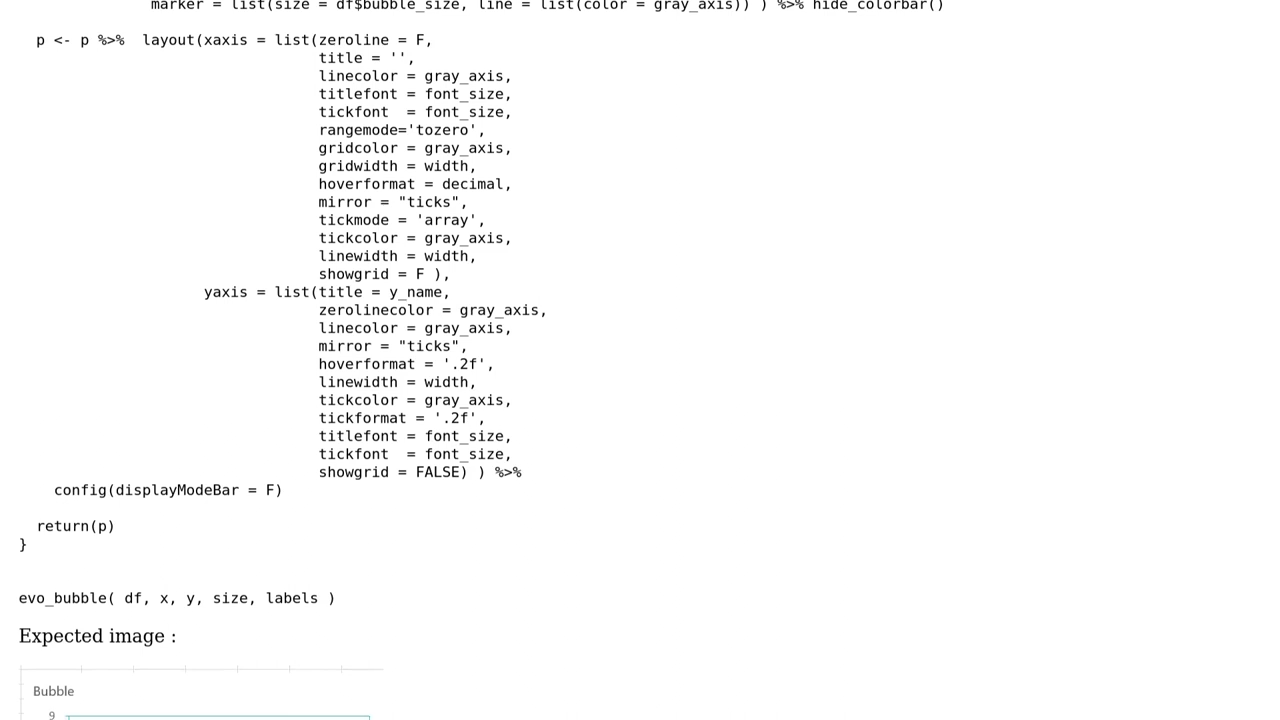 marker = list(size = df$bubble_size, line = list(color = gray_axis)) ) %>% hide_colorbar()
p <- p %>%  layout(xaxis = list(zeroline = F,
title = '',
linecolor = gray_axis,
titlefont = font_size,
tickfont  = font_size,
rangemode='tozero',
gridcolor = gray_axis,
gridwidth = width,
hoverformat = decimal,
mirror = "ticks",
tickmode = 'array',
tickcolor = gray_axis,
linewidth = width,
showgrid = F ),
yaxis = list(title = y_name,
zerolinecolor = gray_axis,
linecolor = gray_axis,
mirror = "ticks",
hoverformat = '.2f',
linewidth = width,
tickcolor = gray_axis,
tickformat = '.2f',
titlefont = font_size,
tickfont  = font_size,
showgrid = FALSE) ) %>%
config(displayModeBar = F)
return(p)
}
evo_bubble( df, x, y, size, labels )
Expected image :
Bubble
9